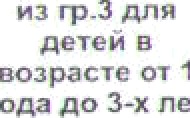 из гр.3 для
детей в
возрасте от 1
ода до 3-х ле